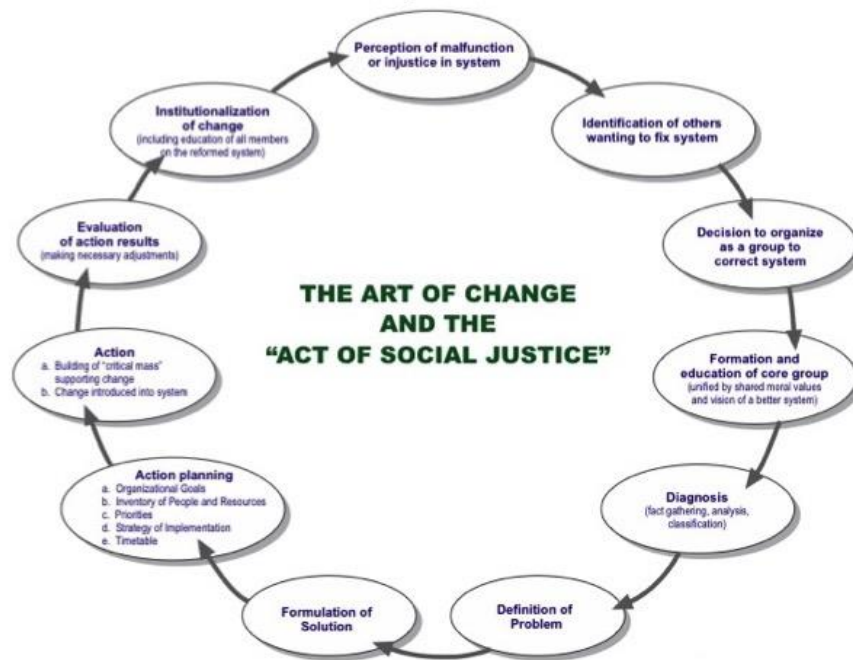 Perception of malfunction
or injustice in system
Identification of others
wanting to fix system
Decision to organize
as a group to
correct system
Formation and
education of core group
(unified by shared moral values
and vision of a better system)
Diagnosis
(fact gathering, analysis,
classification)
Definition of
Problem
Formulation of
Solution
Action planning
a. Organizational Goals
b. Inventory of People and Resources
c. Priorities
d. Strategy of Implementation
e. Timetable
Action
a. Building of "critical mass"
supporting change
b. Change introduced into system
Evaluation
of action results
(making necessary adjustments)
Institutionalization
of change
(including education of all members
on the reformed system)
THE ART OF CHANGE
AND THE
“ACT OF SOCIAL JUSTICE”